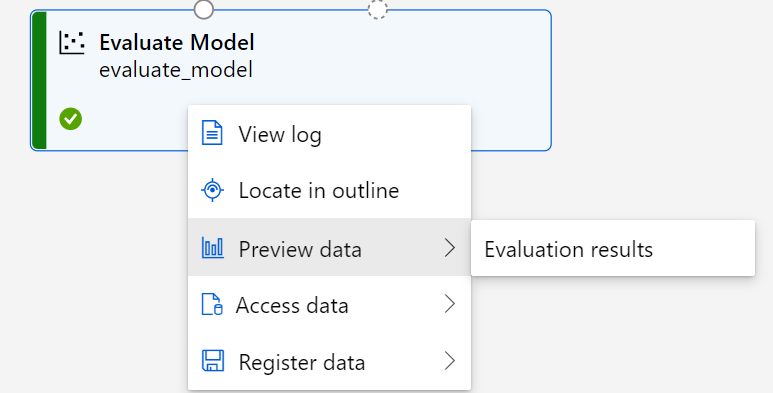 Evaluate Model
evaluate_model
View log
Locate in outline
Preview data
Evaluation results
Access data
Register data